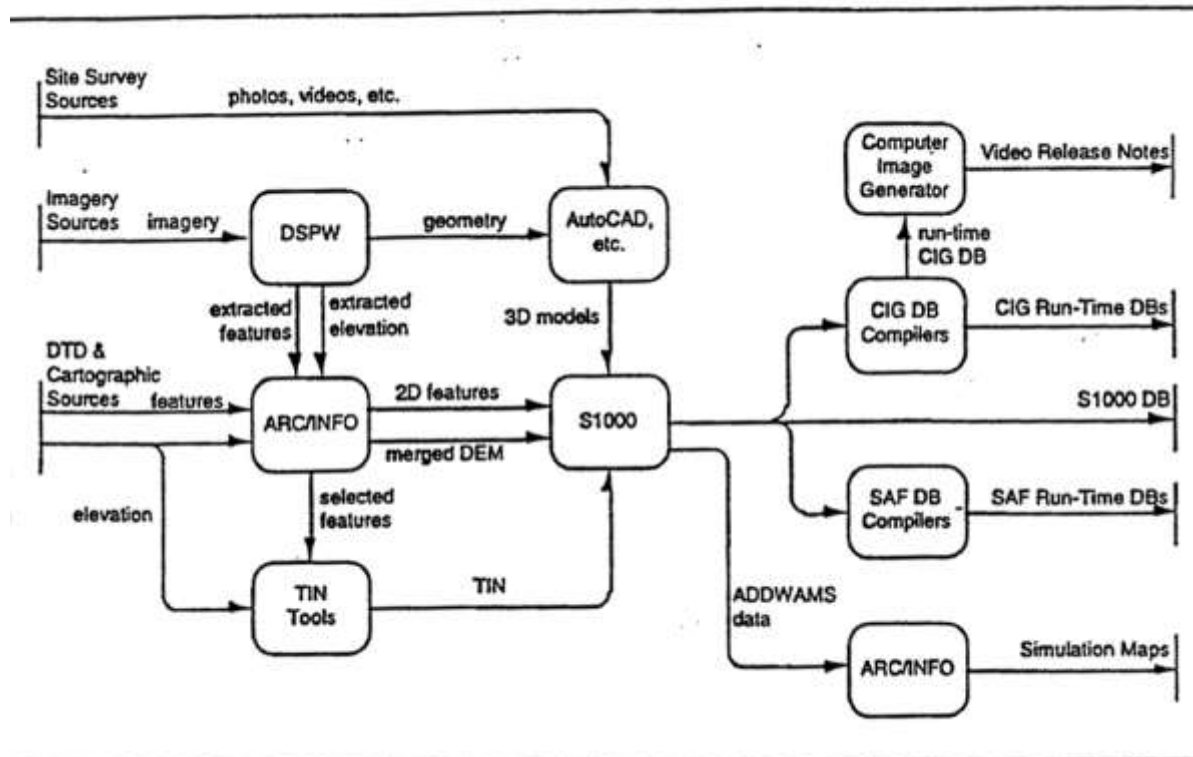 Site Survey
Sources
photos, videos, etc.
Computer
Image
Generator
Video Release Notes
Imagery
Sources
imagery
DSPW
geometry
AutoCAD,
etc.
run-time
CIG DB
extracted
features
extracted
elevation
3D models
CIG DB
Compilers
CIG Run-Time DBs
DTD &
Cartographic
Sources
features
ARC/INFO
2D features
merged DEM
S1000
S1000 DB
elevation
selected
features
SAF DB
Compilers
SAF Run-Time DBs
TIN
Tools
TIN
ADDWAMS
data
ARC/INFO
Simulation Maps